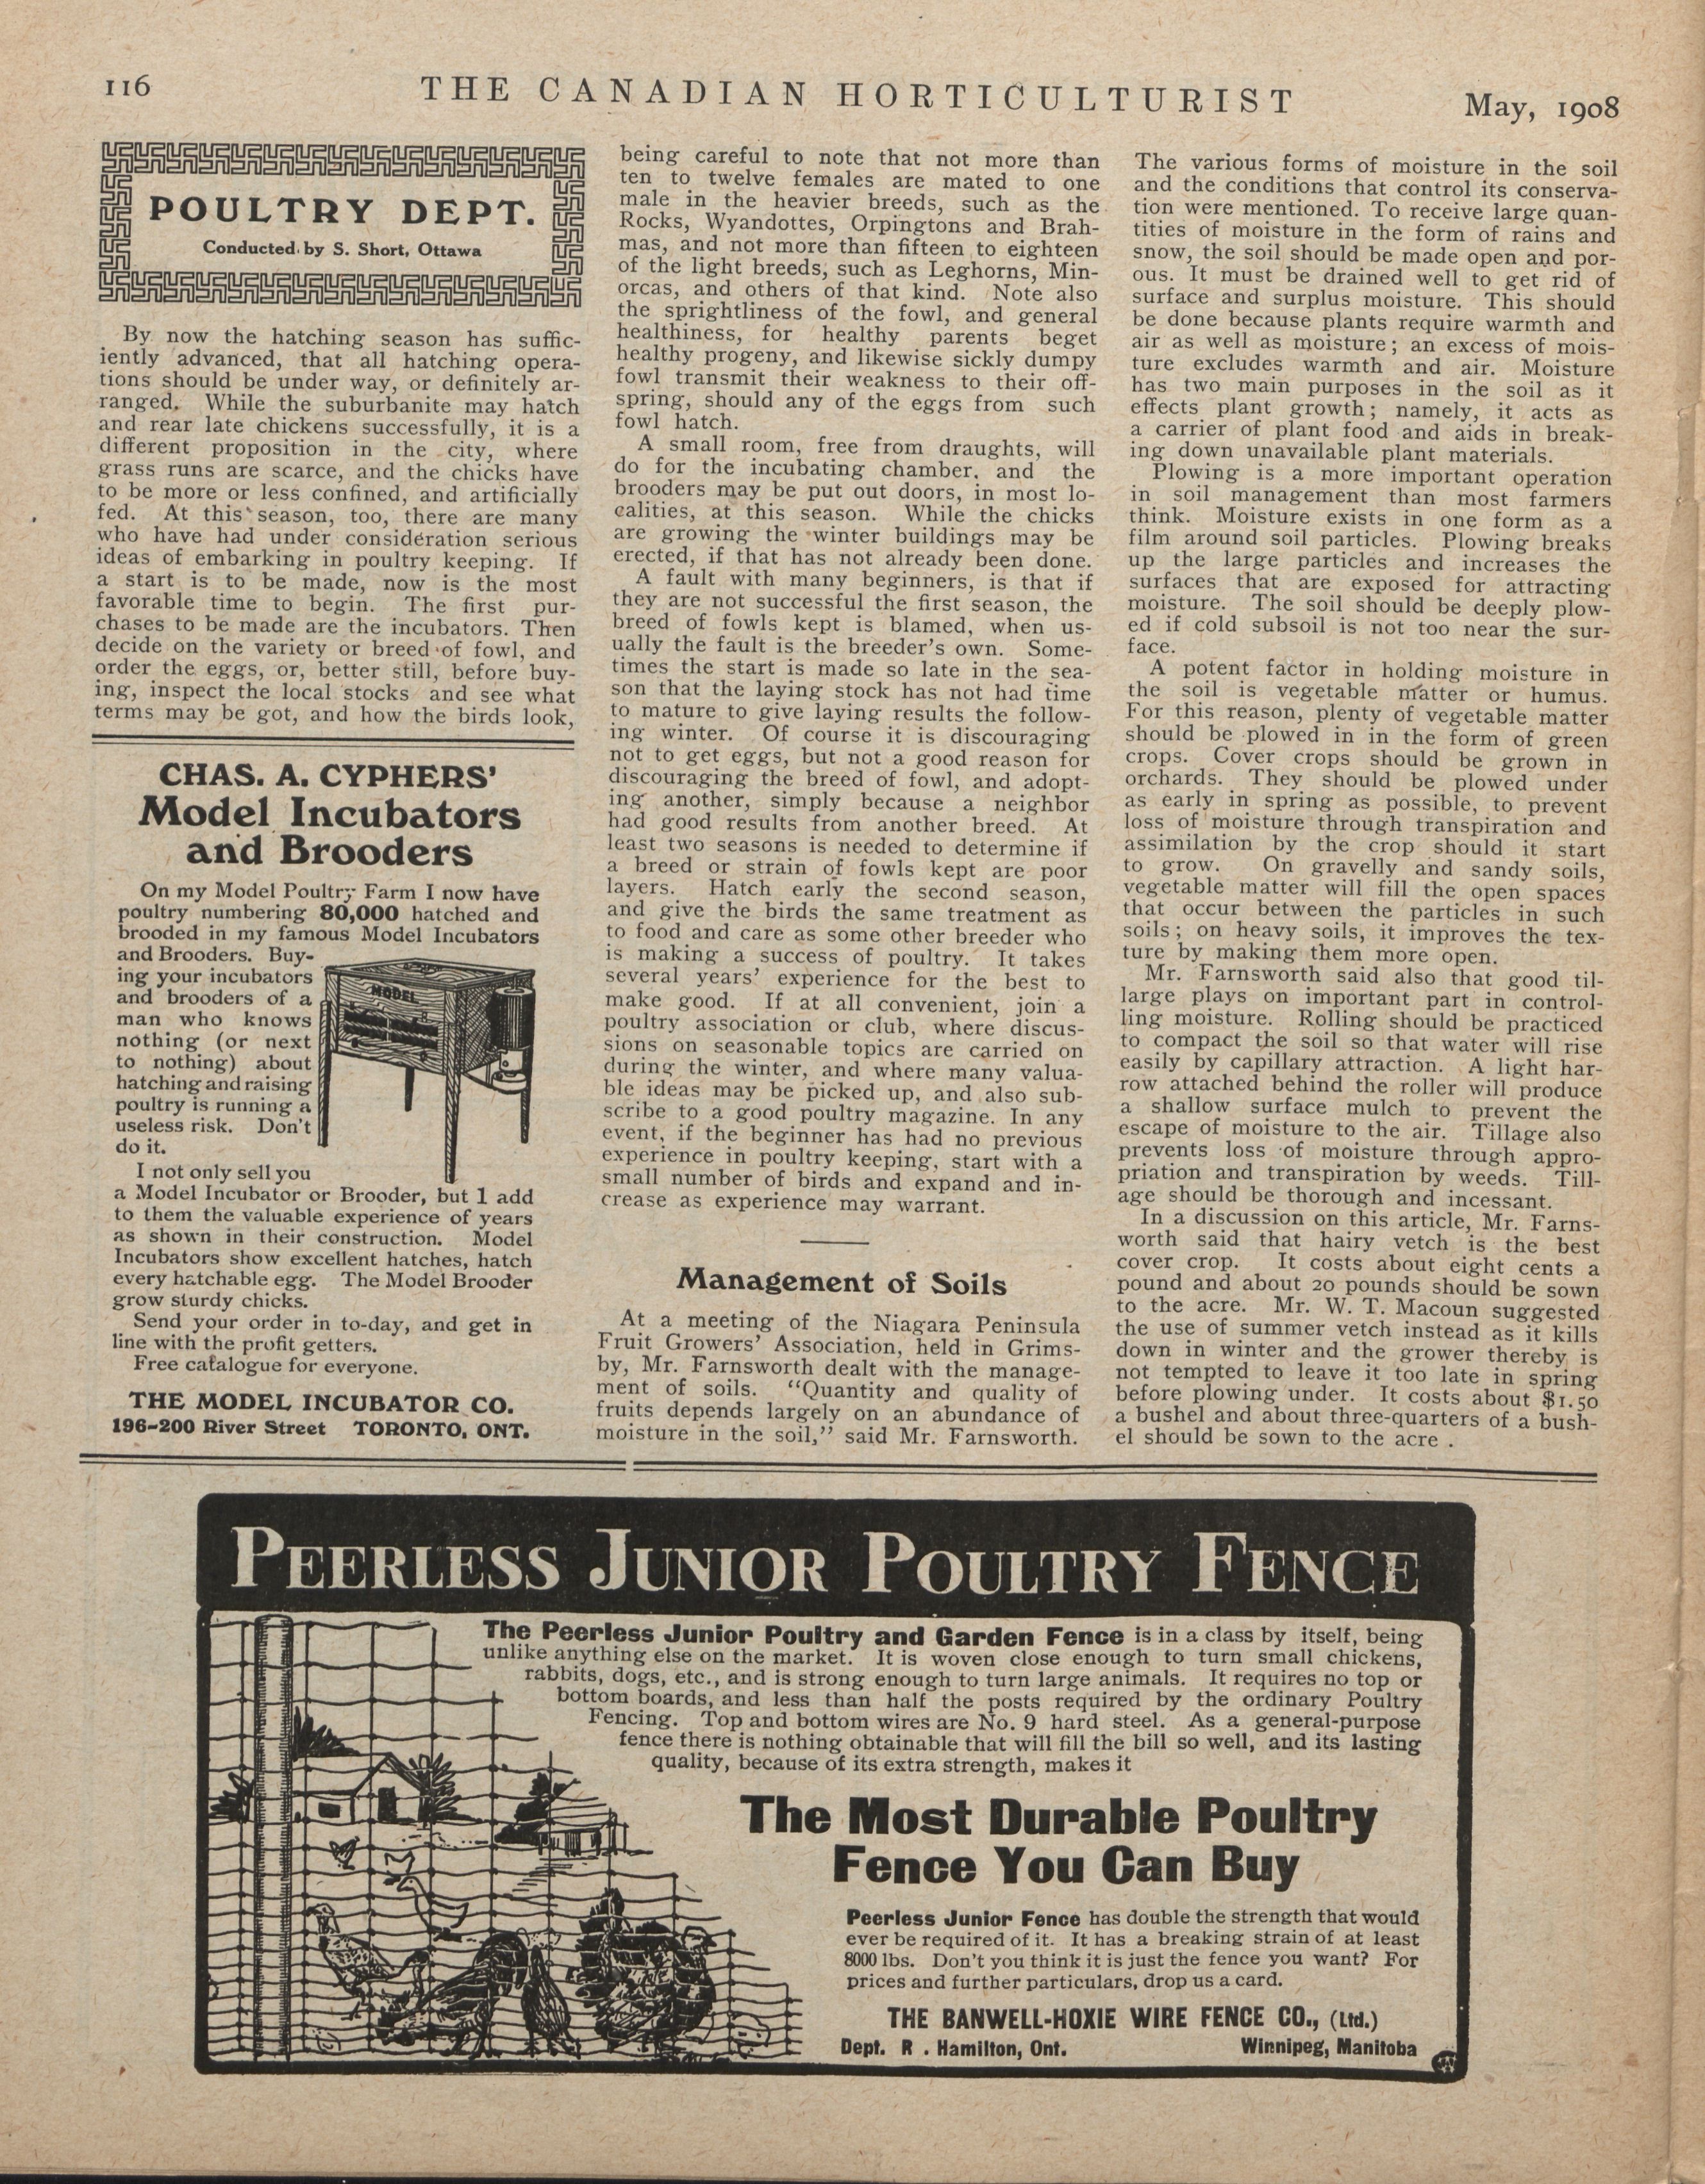 116
THE CANADIAN HORTICULTURIST
May, 1908
POULTRY DEPT.
Conducted by S. Short, Ottawa
By now the hatching season has suffic-
iently advanced, that all hatching opera-
tions should be under way, or definitely ar-
ranged. While the suburbanite may hatch
and rear late chickens successfully, it is a
different proposition in the city, where
grass runs are scarce, and the chicks have
to be more or less confined, and artificially
fed. At this season, too, there are many
who have had under consideration serious
ideas of embarking in poultry keeping. If
a start is to be made, now is the most
favorable time to begin. The first pur-
chases to be made are the incubators. Then
decide on the variety or breed of fowl, and
order the eggs, or, better still, before buy-
ing, inspect the local stocks and see what
terms may be got, and how the birds look,
CHAS. A. CYPHERS'
Model Incubators
and Brooders
On my Model Poultry Farm I now have
poultry numbering 80,000 hatched and
brooded in my famous Model Incubators
and Brooders. Buy-
ing your incubators
and brooders of a
man who knows
nothing (or next
to nothing) about
hatching and raising
poultry is running a
useless risk. Don't
do it.
MODEL
I not only sell you
a Model Incubator or Brooder, but I add
to them the valuable experience of years
as shown in their construction. Model
Incubators show excellent hatches, hatch
every hatchable egg. The Model Brooder
grow sturdy chicks.
Send your order in to-day, and get in
line with the profit getters.
Free catalogue for everyone.
THE MODEL INCUBATOR CO.
196-200 River Street TORONTO, ONT.
being careful to note that not more than
ten to twelve females are mated to one
male in the heavier breeds, such as the
Rocks, Wyandottes, Orpingtons and Brah-
mas, and not more than fifteen to eighteen
of the light breeds, such as Leghorns, Min-
orcas, and others of that kind. Note also
the sprightliness of the fowl, and general
healthiness, for healthy parents beget
healthy progeny, and likewise sickly dumpy
fowl transmit their weakness to their off-
spring, should any of the eggs from such
fowl hatch.
A small room, free from draughts, will
do for the incubating chamber, and the
brooders may be put out doors, in most lo-
calities, at this season. While the chicks
are growing the winter buildings may be
erected, if that has not already been done.
A fault with many beginners, is that if
they are not successful the first season, the
breed of fowls kept is blamed, when us-
ually the fault is the breeder's own. Some-
times the start is made so late in the sea-
son that the laying stock has not had time
to mature to give laying results the follow-
ing winter. Of course it is discouraging
not to get eggs, but not a good reason for
discouraging the breed of fowl, and adopt-
ing another, simply because a neighbor
had good results from another breed. At
least two seasons is needed to determine if
a breed or strain of fowls kept are poor
layers. Hatch early the second season,
and give the birds the same treatment as
to food and care as some other breeder who
is making a success of poultry. It takes
several years' experience for the best to
make good. If at all convenient, join a
poultry association or club, where discus-
sions on seasonable topics are carried on
during the winter, and where many valua-
ble ideas may be picked up, and also sub-
scribe to a good poultry magazine. In any
event, if the beginner has had no previous
experience in poultry keeping, start with a
small number of birds and expand and in-
crease as experience may warrant.
Management of Soils
At a meeting of the Niagara Peninsula
Fruit Growers' Association, held in Grims-
by, Mr. Farnsworth dealt with the manage-
ment of soils. "Quantity and quality of
fruits depends largely on an abundance of
moisture in the soil," said Mr. Farnsworth.
The various forms of moisture in the soil
and the conditions that control its conserva-
tion were mentioned. To receive large quan-
tities of moisture in the form of rains and
snow, the soil should be made open and por-
ous. It must be drained well to get rid of
surface and surplus moisture. This should
be done because plants require warmth and
air as well as moisture; an excess of mois-
ture excludes warmth and air. Moisture
has two main purposes in the soil as it
effects plant growth; namely, it acts as
a carrier of plant food and aids in break-
ing down unavailable plant materials.
Plowing is a more important operation
in soil management than most farmers
think. Moisture exists in one form as a
film around soil particles. Plowing breaks
up the large particles and increases the
surfaces that are exposed for attracting
moisture. The soil should be deeply plow-
ed if cold subsoil is not too near the sur-
face.
A potent factor in holding moisture in
the soil is vegetable matter or humus.
For this reason, plenty of vegetable matter
should be plowed in in the form of green
crops. Cover crops should be grown in
orchards. They should be plowed under
as early in spring as possible, to prevent
loss of moisture through transpiration and
assimilation by the crop should it start
to grow. On gravelly and sandy soils,
vegetable matter will fill the open spaces
that occur between the particles in such
soils; on heavy soils, it improves the tex-
ture by making them more open.
Mr. Farnsworth said also that good til-
large plays on important part in control-
ling moisture. Rolling should be practiced
to compact the soil so that water will rise
easily by capillary attraction. A light har-
row attached behind the roller will produce
a shallow surface mulch to prevent the
escape of moisture to the air. Tillage also
prevents loss of moisture through appro-
priation and transpiration by weeds. Till-
age should be thorough and incessant.
In a discussion on this article, Mr. Farns-
worth said that hairy vetch is the best
cover crop. It costs about eight cents a
pound and about 20 pounds should be sown
to the acre. Mr. W. T. Macoun suggested
the use of summer vetch instead as it kills
down in winter and the grower thereby is
not tempted to leave it too late in spring
before plowing under. It costs about $1.50
a bushel and about three-quarters of a bush-
el should be sown to the acre .
PEERLESS JUNIOR POULTRY FENCE
The Peerless Junior Poultry and Garden Fence is in a class by itself, being
unlike anything else on the market. It is woven close enough to turn small chickens,
rabbits, dogs, etc., and is strong enough to turn large animals. It requires no top or
bottom boards, and less than half the posts required by the ordinary Poultry
Fencing. Top and bottom wires are No. 9 hard steel. As a general-purpose
fence there is nothing obtainable that will fill the bill so well, and its lasting
quality, because of its extra strength, makes it
The Most Durable Poultry
Fence You Can Buy
Peerless Junior Fence has double the strength that would
ever be required of it. It has a breaking strain of at least
8000 lbs. Don't you think it is just the fence you want? For
prices and further particulars, drop us a card.
THE BANWELL-HOXIE WIRE FENCE CO., (Ltd.)
Dept. R . Hamilton, Ont. Winnipeg, Manitoba